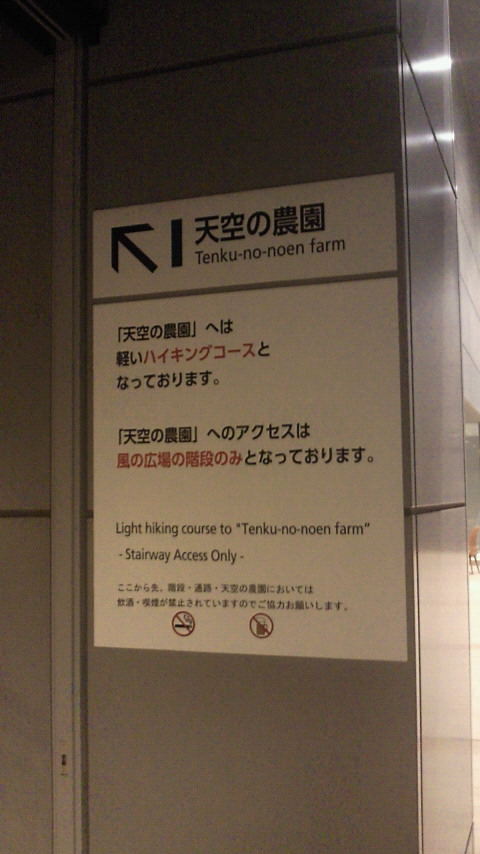 天空の農園
Tenku-no-noen farm
「天空の農園」へは
軽いハイキングコースと
なっております。
「天空の農園」へのアクセスは
風の広場の階段のみとなっております。
Light hiking course to "Tenku-no-noen farm"
- Stairway Access Only -
ここから先、階段・通路・天空の農園においては
飲酒・喫煙が禁止されていますのでご協力お願いします。